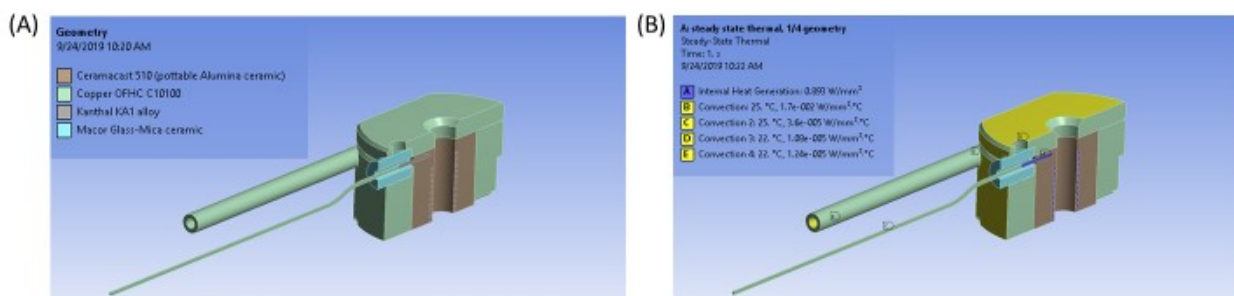 (A)
Geometry
9/24/2019 10:20 AM
Ceramacast 510 (pottable Alumina ceramic)
Copper OFHC C10100
Kanthal KA1 alloy
Macor Glass-Mica ceramic
(B)
A: steady state thermal, 1/4 geometry
Steady-State Thermal
Time: 1. s
9/24/2019 10:22 AM
A Internal Heat Generation: 0.893 W/mm³
B Convection: 25. °C, 1.7e-002 W/mm²·°C
C Convection 2: 25. °C, 3.6e-005 W/mm²·°C
D Convection 3: 22. °C, 1.08e-005 W/mm²·°C
E Convection 4: 22. °C, 1.24e-005 W/mm²·°C